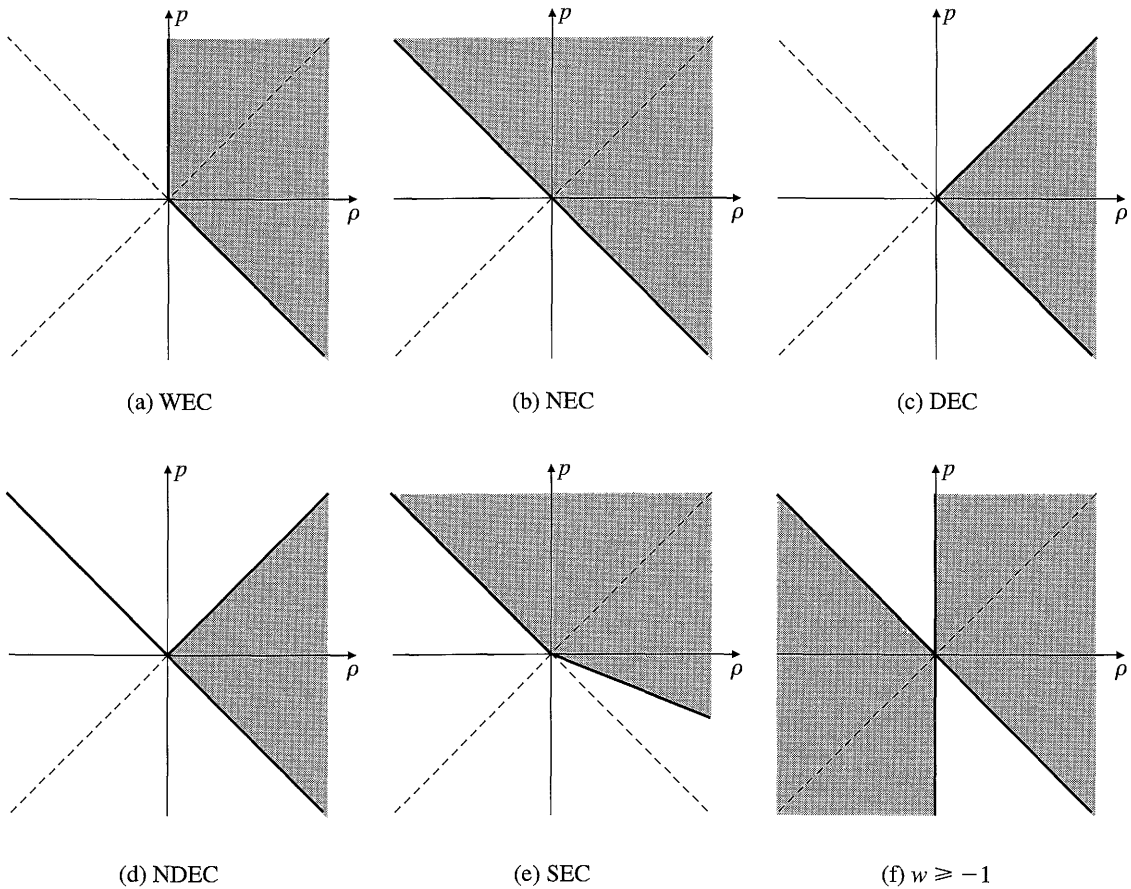 p
ρ
(a) WEC
p
ρ
(b) NEC
p
ρ
(c) DEC
p
ρ
(d) NDEC
p
ρ
(e) SEC
p
ρ
(f) w ⩾ −1